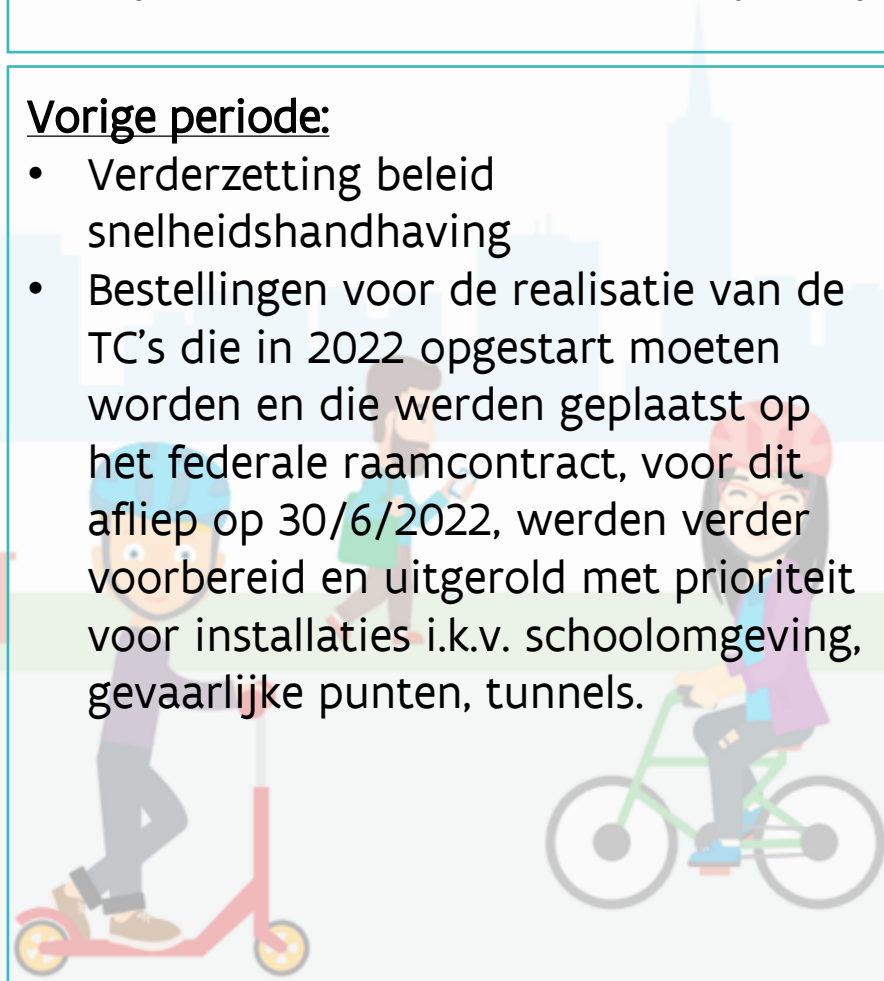 Vorige periode:
• Verderzetting beleid
snelheidshandhaving
• Bestellingen voor de realisatie van de
TC's die in 2022 opgestart moeten
worden en die werden geplaatst op
het federale raamcontract, voor dit
afliep op 30/6/2022, werden verder
voorbereid en uitgerold met prioriteit
voor installaties i.k.v. schoolomgeving,
gevaarlijke punten, tunnels.